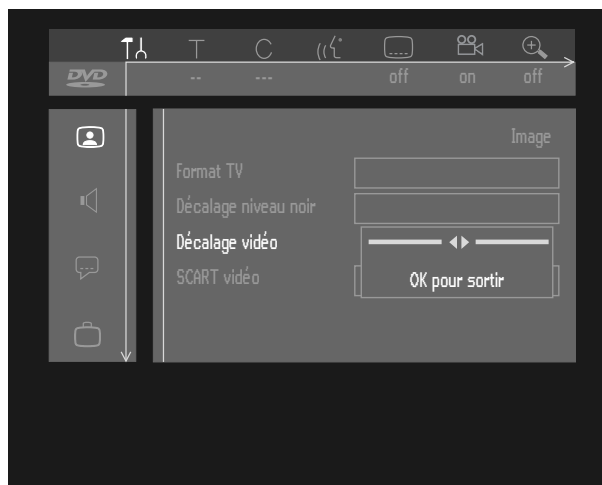 T C
DVD -- --- off on off
Image
Format TV
Décalage niveau noir
Décalage vidéo
SCART vidéo
OK pour sortir